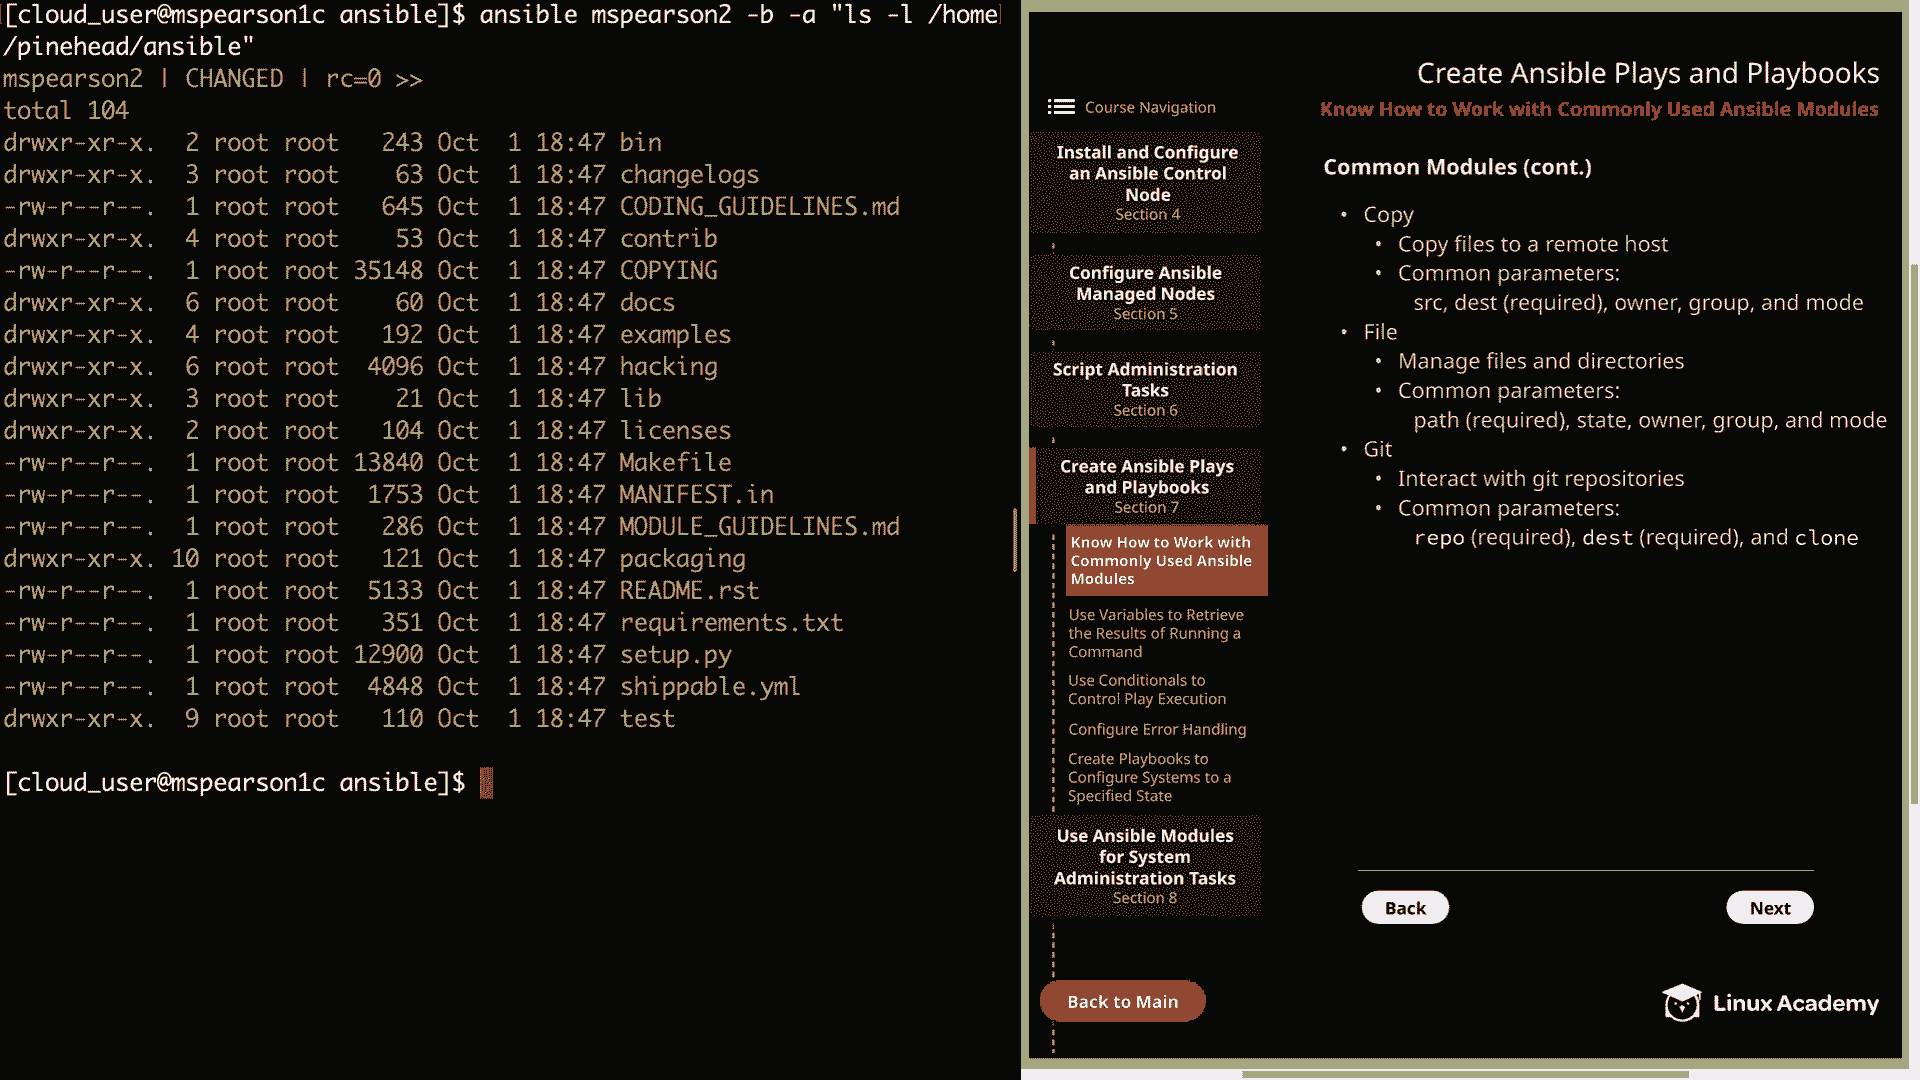 [cloud_user@mspearson1c ansible]$ ansible mspearson2 -b -a "ls -l /home
/pinehead/ansible"
mspearson2 | CHANGED | rc=0 >>
total 104
drwxr-xr-x.  2 root root   243 Oct  1 18:47 bin
drwxr-xr-x.  3 root root    63 Oct  1 18:47 changelogs
-rw-r--r--.  1 root root   645 Oct  1 18:47 CODING_GUIDELINES.md
drwxr-xr-x.  4 root root    53 Oct  1 18:47 contrib
-rw-r--r--.  1 root root 35148 Oct  1 18:47 COPYING
drwxr-xr-x.  6 root root    60 Oct  1 18:47 docs
drwxr-xr-x.  4 root root   192 Oct  1 18:47 examples
drwxr-xr-x.  6 root root  4096 Oct  1 18:47 hacking
drwxr-xr-x.  3 root root    21 Oct  1 18:47 lib
drwxr-xr-x.  2 root root   104 Oct  1 18:47 licenses
-rw-r--r--.  1 root root 13840 Oct  1 18:47 Makefile
-rw-r--r--.  1 root root  1753 Oct  1 18:47 MANIFEST.in
-rw-r--r--.  1 root root   286 Oct  1 18:47 MODULE_GUIDELINES.md
drwxr-xr-x. 10 root root   121 Oct  1 18:47 packaging
-rw-r--r--.  1 root root  5133 Oct  1 18:47 README.rst
-rw-r--r--.  1 root root   351 Oct  1 18:47 requirements.txt
-rw-r--r--.  1 root root 12900 Oct  1 18:47 setup.py
-rw-r--r--.  1 root root  4848 Oct  1 18:47 shippable.yml
drwxr-xr-x.  9 root root   110 Oct  1 18:47 test
[cloud_user@mspearson1c ansible]$
Create Ansible Plays and Playbooks
Know How to Work with Commonly Used Ansible Modules
Course Navigation
Install and Configure
an Ansible Control
Node
Section 4
Configure Ansible
Managed Nodes
Section 5
Script Administration
Tasks
Section 6
Create Ansible Plays
and Playbooks
Section 7
Know How to Work with
Commonly Used Ansible
Modules
Use Variables to Retrieve
the Results of Running a
Command
Use Conditionals to
Control Play Execution
Configure Error Handling
Create Playbooks to
Configure Systems to a
Specified State
Use Ansible Modules
for System
Administration Tasks
Section 8
Back to Main
Common Modules (cont.)
• Copy
• Copy files to a remote host
• Common parameters:
src, dest (required), owner, group, and mode
• File
• Manage files and directories
• Common parameters:
path (required), state, owner, group, and mode
• Git
• Interact with git repositories
• Common parameters:
repo (required), dest (required), and clone
Back
Next
Linux Academy